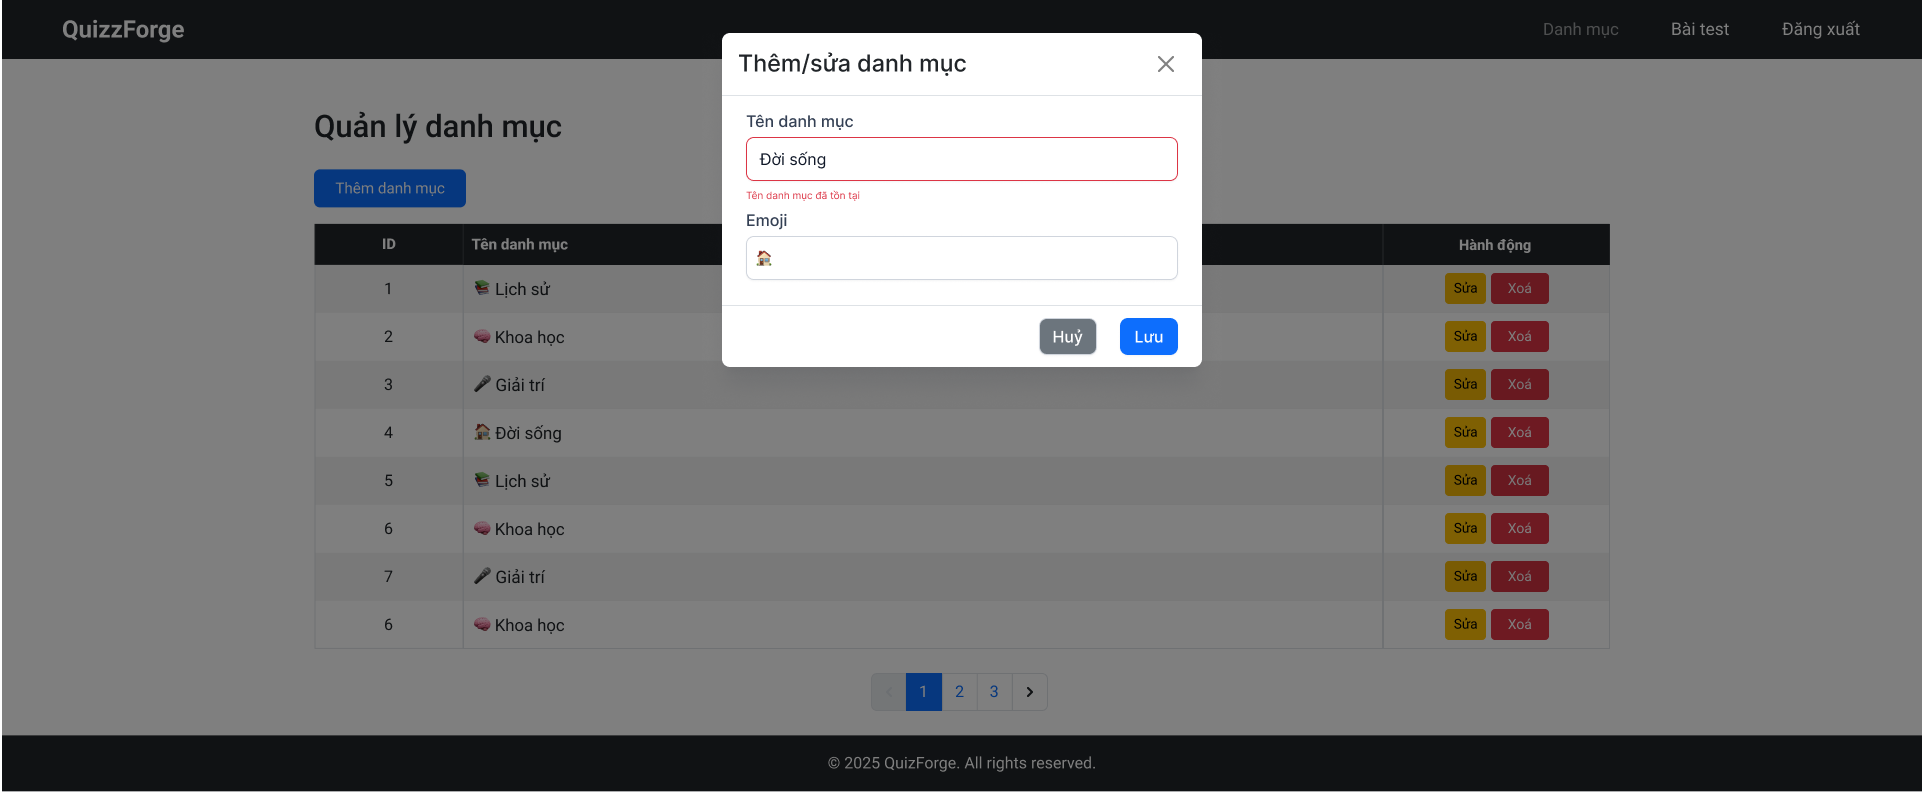 QuizzForge
Danh mục
Bài test
Đăng xuất
Thêm/sửa danh mục
Tên danh mục
Đời sống
Tên danh mục đã tồn tại
Emoji
Huỷ
Lưu
Quản lý danh mục
Thêm danh mục
ID Tên danh mục Hành động
1 Lịch sử Sửa Xoá
2 Khoa học Sửa Xoá
3 Giải trí Sửa Xoá
4 Đời sống Sửa Xoá
5 Lịch sử Sửa Xoá
6 Khoa học Sửa Xoá
7 Giải trí Sửa Xoá
6 Khoa học Sửa Xoá
1 2 3
© 2025 QuizForge. All rights reserved.